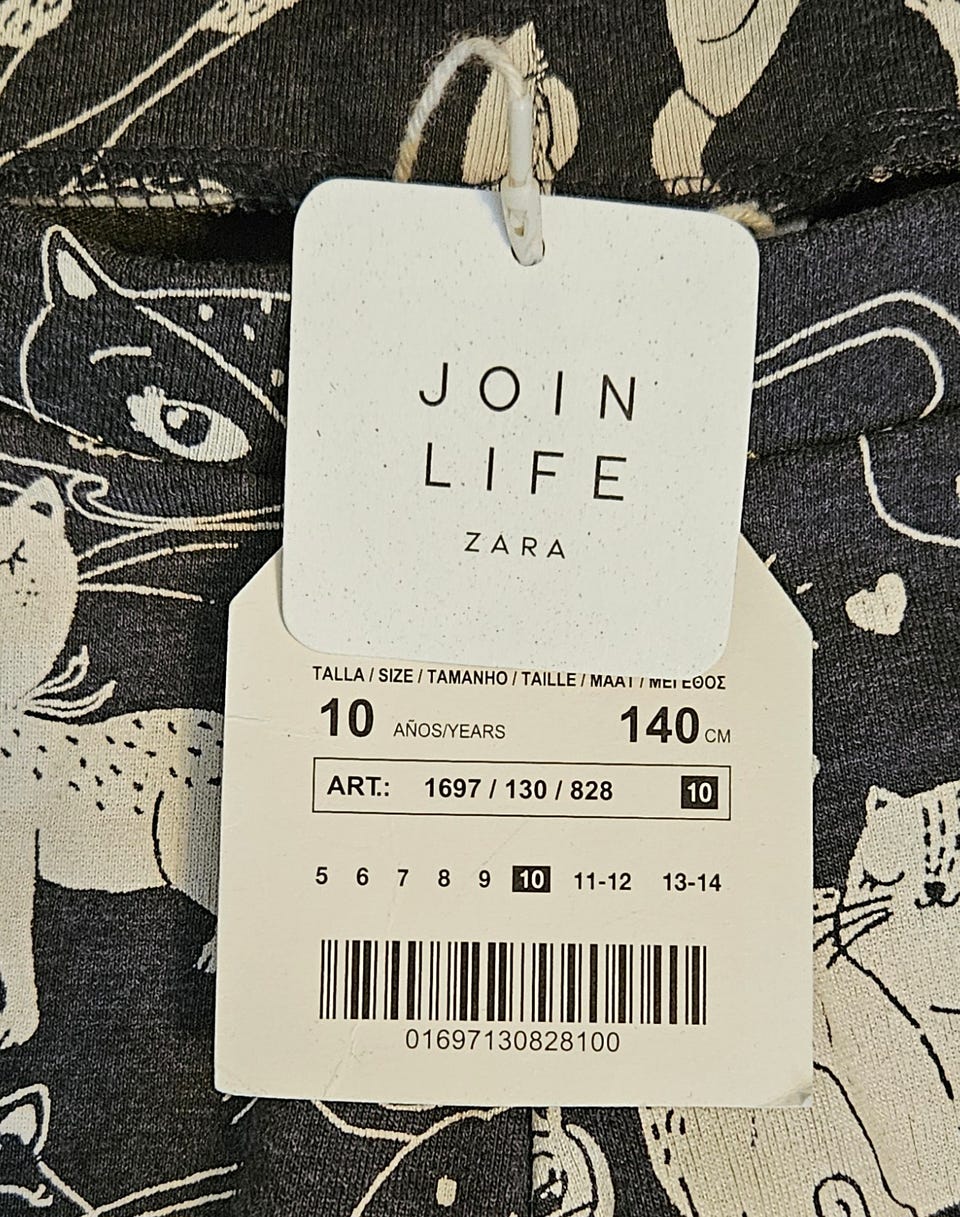 JOIN
LIFE
ZARA
TALLA / SIZE / TAMANHO / TAILLE / MAAT / ΜΕΓΕΘΟΣ
10 AÑOS/YEARS 140 CM
ART.: 1697 / 130 / 828 10
5 6 7 8 9 10 11-12 13-14
01697130828100